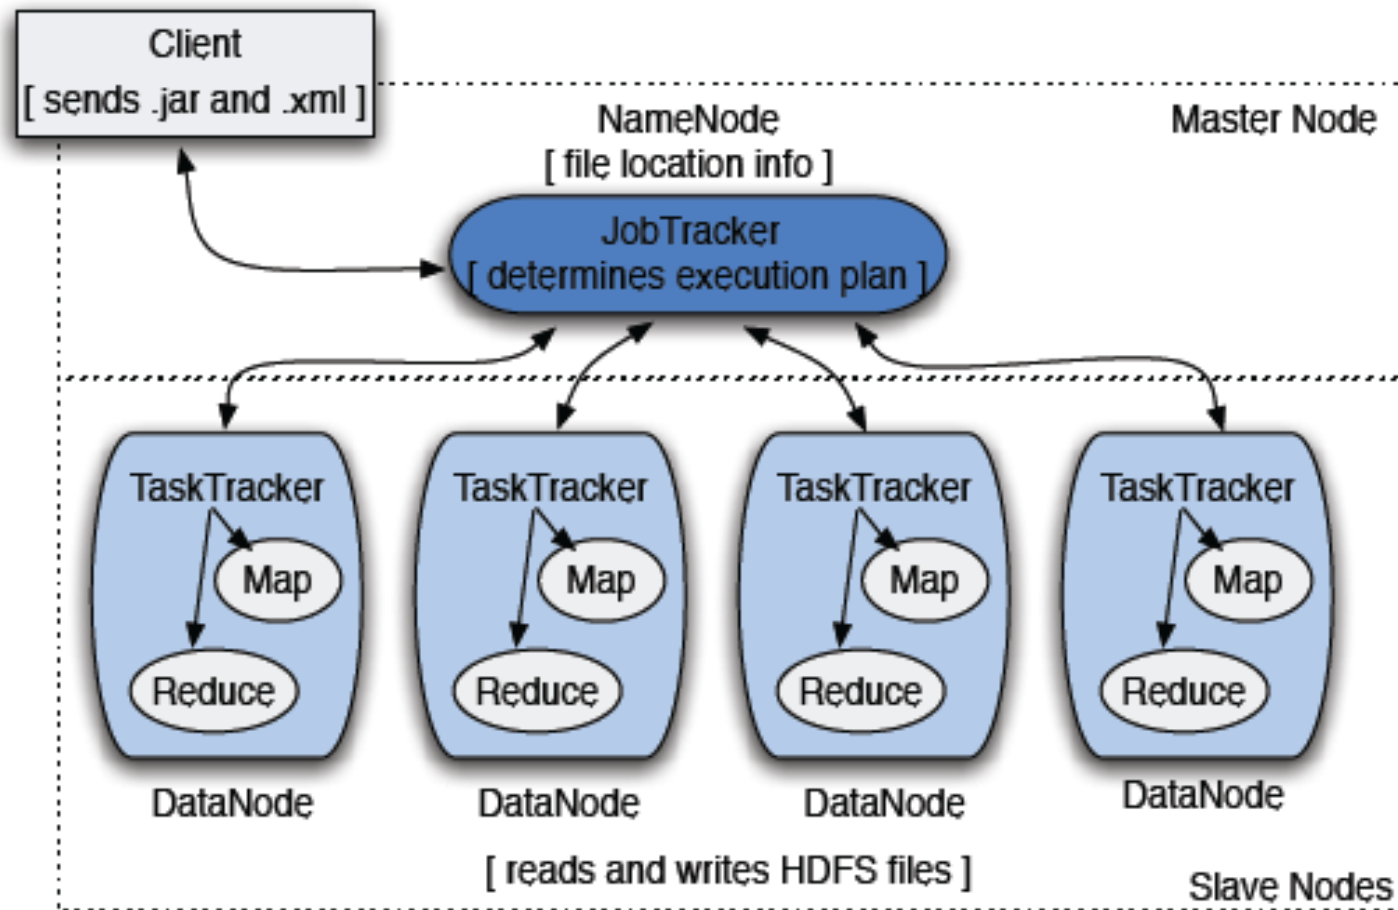 Client
[ sends .jar and .xml ]
NameNode
[ file location info ]
Master Node
JobTracker
[ determines execution plan ]
TaskTracker TaskTracker TaskTracker TaskTracker
Map Map Map Map
Reduce Reduce Reduce Reduce
DataNode DataNode DataNode DataNode
[ reads and writes HDFS files ]
Slave Nodes